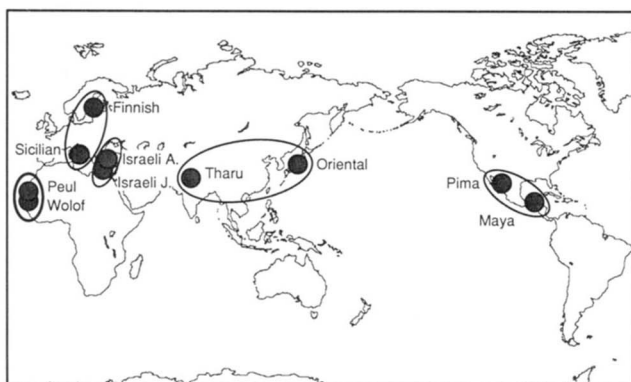 Finnish
Sicilian
Israeli A.
Israeli J.
Tharu
Oriental
Peul
Wolof
Pima
Maya